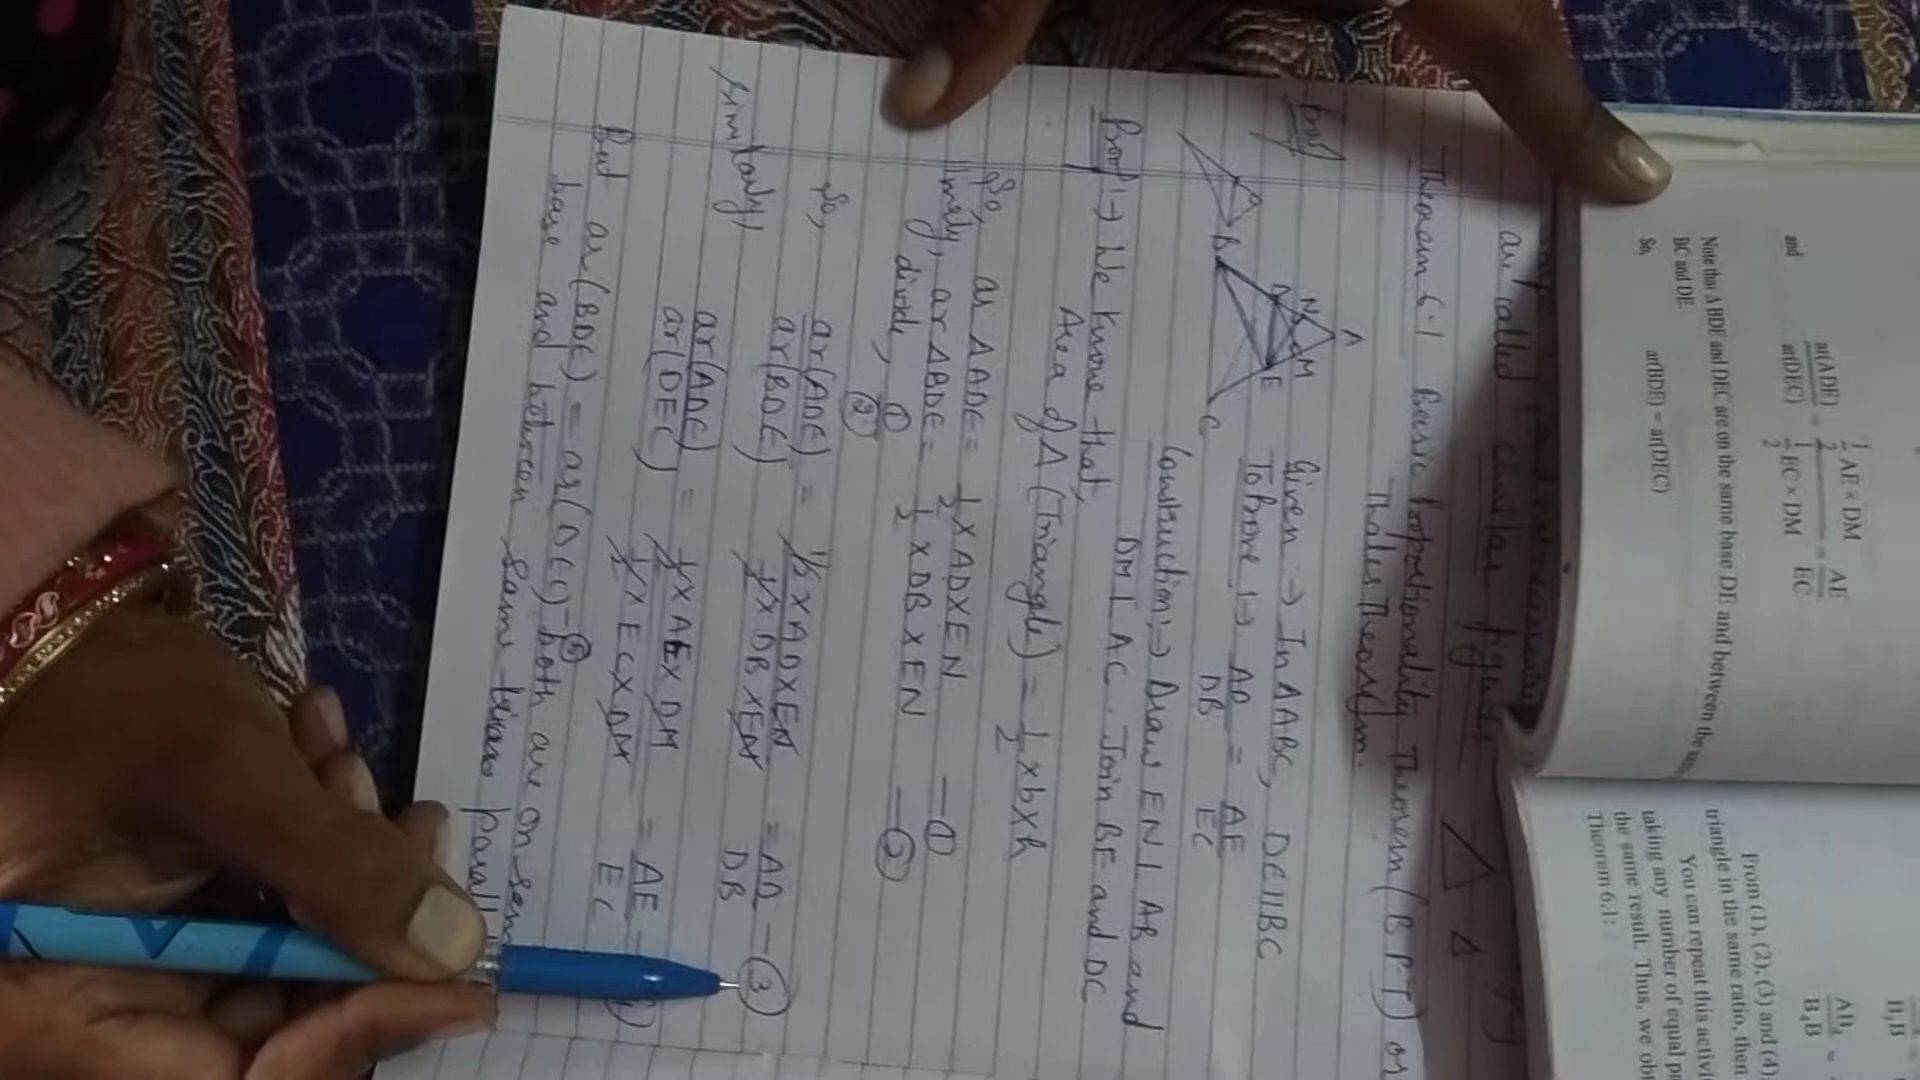 are called similar figures
Theorem 6.1 Basic Proportionality Theorem (B.P.T) or
Thales Theorem.
Given :→ In ΔABC, DE||BC
To Prove :→ AD/DB = AE/EC
Construction :→ Draw EN⊥AB and
DM⊥AC. Join BE and DC
A
N M
D E
B C
Proof :→ We know that,
Area of Δ (Triangle) = 1/2 × b × h
So, ar ΔADE = 1/2 × AD × EN — ①
ar ΔBDE = 1/2 × DB × EN — ②
divide, ①/②
So, ar(ADE)/ar(BDE) = 1/2 × AD × EN / 1/2 × DB × EN = AD/DB — ③
Similarly, ar(ADE)/ar(DEC) = 1/2 × AE × DM / 1/2 × EC × DM = AE/EC —
But ar(BDE) = ar(DEC) - ⑤ both are on same
base and between same parall
and ar(ADE)/ar(DEC) = 1/2 AE × DM / 1/2 EC × DM = AE/EC
Note that Δ BDE and DEC are on the same base DE and between the
BC and DE.
So, ar(BDE) = ar(DEC)
From (1), (2), (3) and (4)
triangle in the same ratio, then
You can repeat this activi
taking any number of equal p
the same result. Thus, we obt
Theorem 6.1: